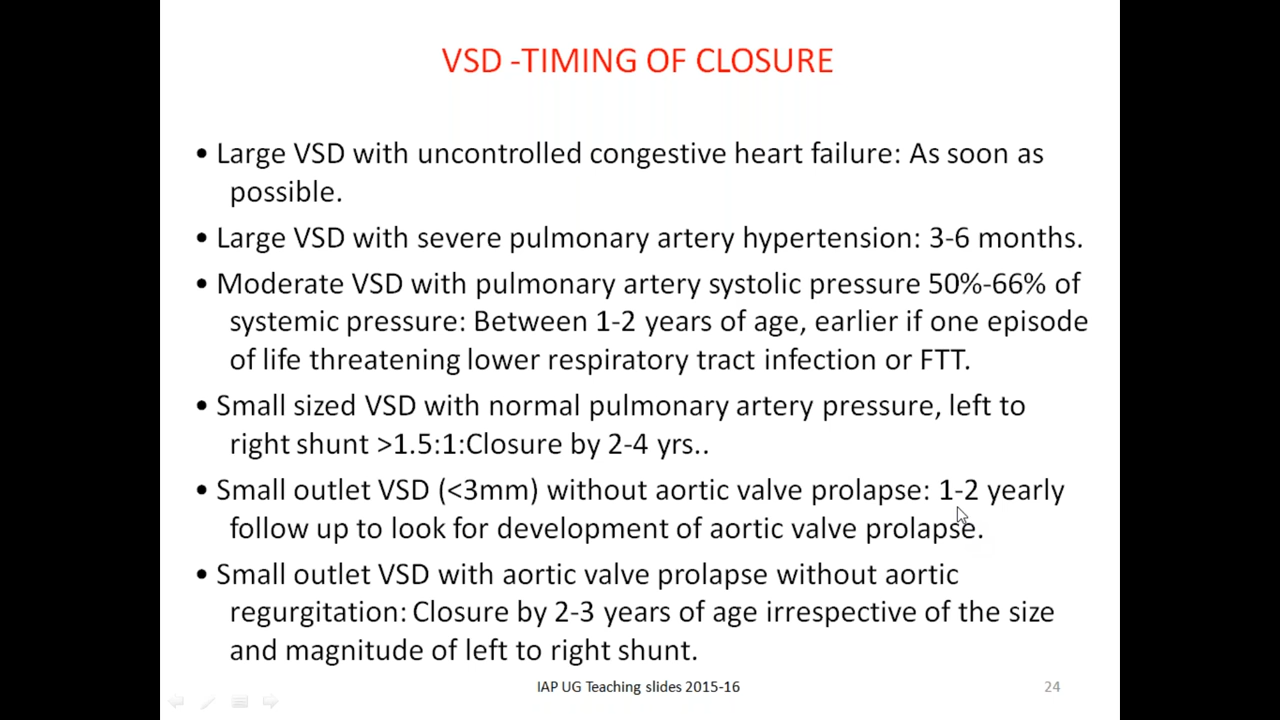 VSD -TIMING OF CLOSURE
• Large VSD with uncontrolled congestive heart failure: As soon as
possible.
• Large VSD with severe pulmonary artery hypertension: 3-6 months.
• Moderate VSD with pulmonary artery systolic pressure 50%-66% of
systemic pressure: Between 1-2 years of age, earlier if one episode
of life threatening lower respiratory tract infection or FTT.
• Small sized VSD with normal pulmonary artery pressure, left to
right shunt >1.5:1:Closure by 2-4 yrs..
• Small outlet VSD (<3mm) without aortic valve prolapse: 1-2 yearly
follow up to look for development of aortic valve prolapse.
• Small outlet VSD with aortic valve prolapse without aortic
regurgitation: Closure by 2-3 years of age irrespective of the size
and magnitude of left to right shunt.
IAP UG Teaching slides 2015-16
24